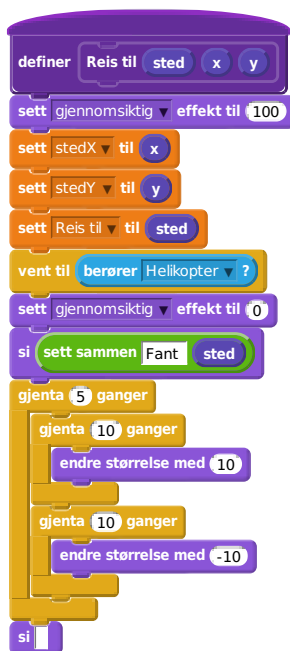 definer Reis til sted x y
sett gjennomsiktig effekt til 100
sett stedX til x
sett stedY til y
sett Reis til til sted
vent til berører Helikopter ?
sett gjennomsiktig effekt til 0
si sett sammen Fant sted
gjenta 5 ganger
gjenta 10 ganger
endre størrelse med 10
gjenta 10 ganger
endre størrelse med -10
si